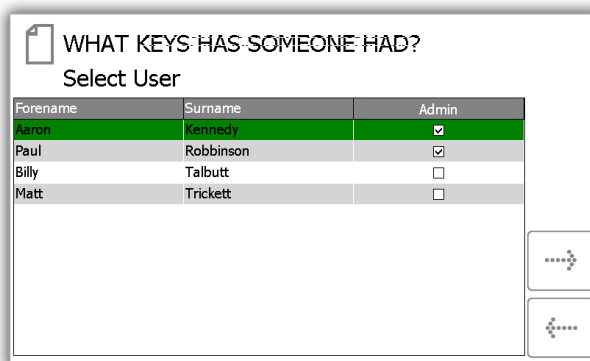 WHAT KEYS HAS SOMEONE HAD?
Select User
Forename Surname Admin
Aaron Kennedy
Paul Robbinson
Billy Talbutt
Matt Trickett